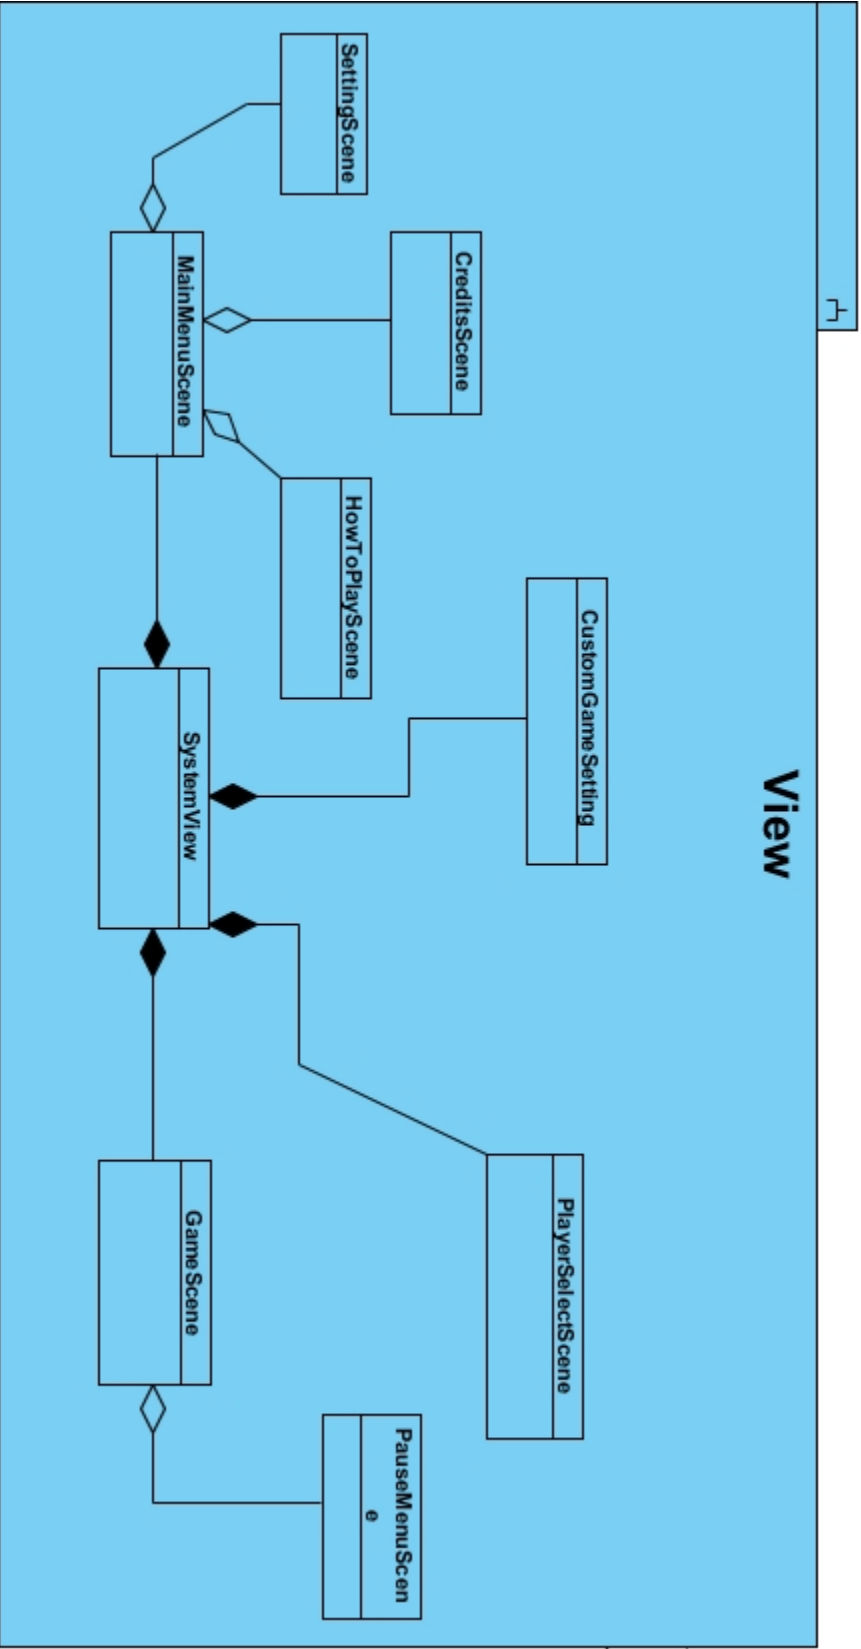 View
CustomGameSetting
PlayerSelectScene
CreditsScene
PauseMenuScen
e
SettingScene
HowToPlayScene
MainMenuScene
SystemView
GameScene